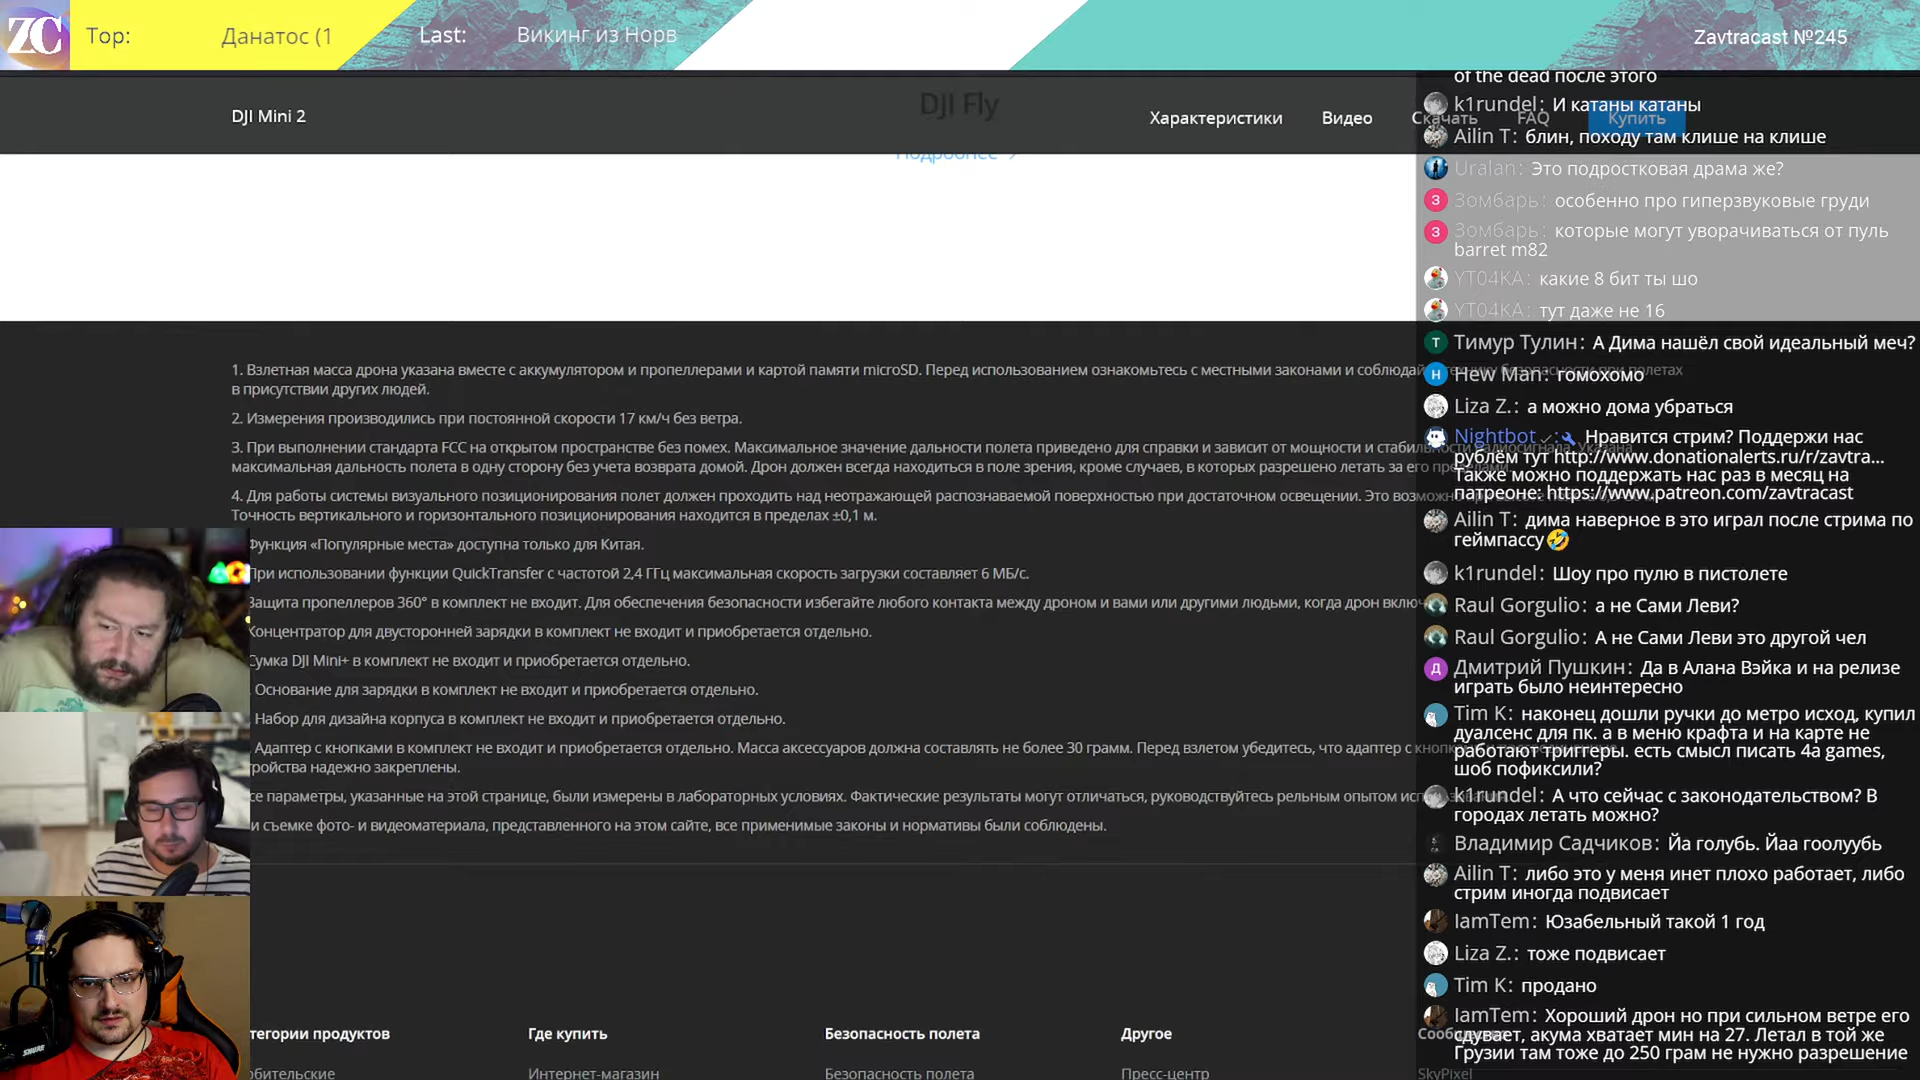 ZC
Top:
Данатос (1
Last:
Викинг из Норв
Zavtracast №245
DJI Mini 2
DJI Fly
Характеристики
Видео
Скачать
FAQ
Купить
Подробнее
1. Взлетная масса дрона указана вместе с аккумулятором и пропеллерами и картой памяти microSD. Перед использованием ознакомьтесь с местными законами и соблюдай
в присутствии других людей.
2. Измерения производились при постоянной скорости 17 км/ч без ветра.
3. При выполнении стандарта FCC на открытом пространстве без помех. Максимальное значение дальности полета приведено для справки и зависит от мощности и стабильности радиосигнала. Указана
максимальная дальность полета в одну сторону без учета возврата домой. Дрон должен всегда находиться в поле зрения, кроме случаев, в которых разрешено летать за его пределами.
4. Для работы системы визуального позиционирования полет должен проходить над неотражающей распознаваемой поверхностью при достаточном освещении. Это возможно
Точность вертикального и горизонтального позиционирования находится в пределах ±0,1 м.
Функция «Популярные места» доступна только для Китая.
При использовании функции QuickTransfer с частотой 2,4 ГГц максимальная скорость загрузки составляет 6 МБ/с.
Защита пропеллеров 360° в комплект не входит. Для обеспечения безопасности избегайте любого контакта между дроном и вами или другими людьми, когда дрон включ
Концентратор для двусторонней зарядки в комплект не входит и приобретается отдельно.
Сумка DJI Mini+ в комплект не входит и приобретается отдельно.
Основание для зарядки в комплект не входит и приобретается отдельно.
Набор для дизайна корпуса в комплект не входит и приобретается отдельно.
Адаптер с кнопками в комплект не входит и приобретается отдельно. Масса аксессуаров должна составлять не более 30 грамм. Перед взлетом убедитесь, что адаптер с кноп
ройства надежно закреплены.
се параметры, указанные на этой странице, были измерены в лабораторных условиях. Фактические результаты могут отличаться, руководствуйтесь рельным опытом исп
и съемке фото- и видеоматериала, представленного на этом сайте, все применимые законы и нормативы были соблюдены.
тегории продуктов
Где купить
Безопасность полета
Другое
бительские
Интернет-магазин
Безопасность полета
Пресс-центр
SkyPixel
SHURE
of the dead после этого
k1rundel: И катаны катаны
Ailin T: блин, походу там клише на клише
Uralan: Это подростковая драма же?
Зомбарь: особенно про гиперзвуковые груди
Зомбарь: которые могут уворачиваться от пуль
barret m82
YT04KA: какие 8 бит ты шо
YT04KA: тут даже не 16
Тимур Тулин: А Дима нашёл свой идеальный меч?
Hew Man: гомохомо
Liza Z.: а можно дома убраться
Nightbot: Нравится стрим? Поддержи нас
рублём тут http://www.donationalerts.ru/r/zavtra...
Также можно поддержать нас раз в месяц на
патреоне: https://www.patreon.com/zavtracast
Ailin T: дима наверное в это играл после стрима по
геймпассу🤣
k1rundel: Шоу про пулю в пистолете
Raul Gorgulio: а не Сами Леви?
Raul Gorgulio: А не Сами Леви это другой чел
Дмитрий Пушкин: Да в Алана Вэйка и на релизе
играть было неинтересно
Tim K: наконец дошли ручки до метро исход, купил
дуалсенс для пк. а в меню крафта и на карте не
работают триггеры. есть смысл писать 4a games,
шоб пофиксили?
k1rundel: А что сейчас с законодательством? В
городах летать можно?
Владимир Садчиков: Йа голубь. Йаа гоолуубь
Ailin T: либо это у меня инет плохо работает, либо
стрим иногда подвисает
IamTem: Юзабельный такой 1 год
Liza Z.: тоже подвисает
Tim K: продано
IamTem: Хороший дрон но при сильном ветре его
сдувает, акума хватает мин на 27. Летал в той же
Грузии там тоже до 250 грам не нужно разрешение